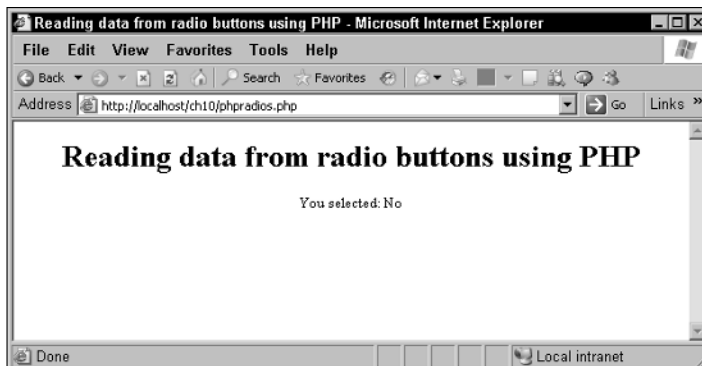 Reading data from radio buttons using PHP - Microsoft Internet Explorer
File Edit View Favorites Tools Help
Back Search Favorites
Address http://localhost/ch10/phpradios.php Go Links »
Reading data from radio buttons using PHP
You selected: No
Done Local intranet